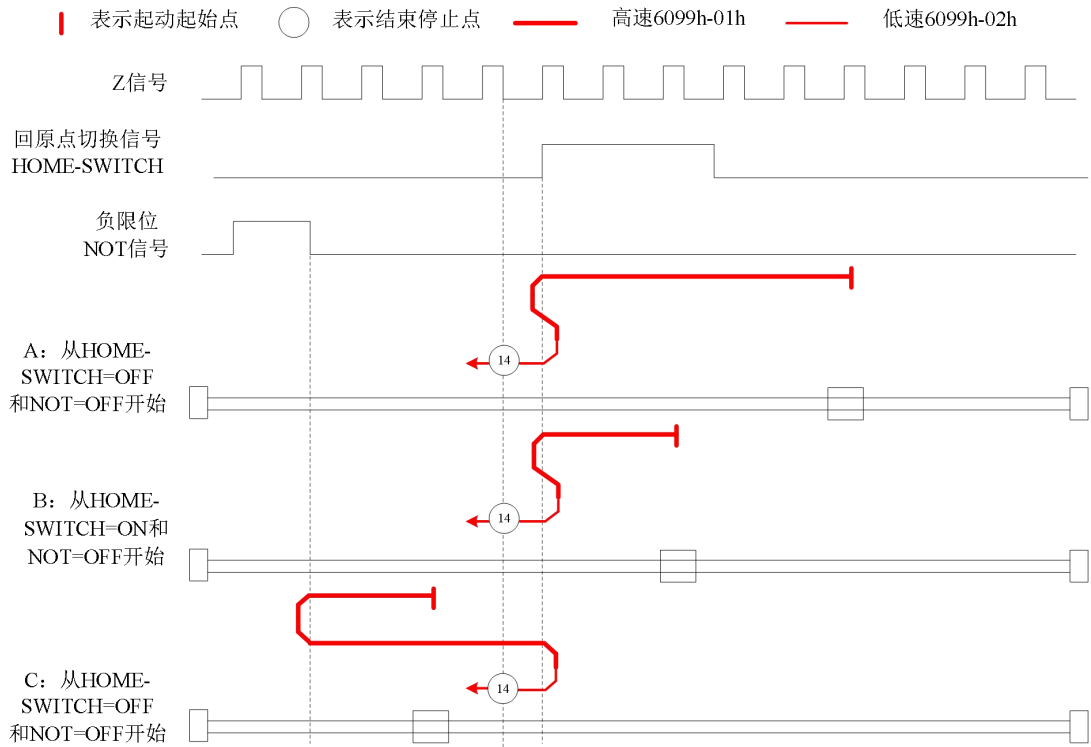 表示起动起始点
表示结束停止点
高速6099h-01h
低速6099h-02h
Z信号
回原点切换信号
HOME-SWITCH
负限位
NOT信号
A：从HOME-
SWITCH=OFF
和NOT=OFF开始
14
B：从HOME-
SWITCH=ON和
NOT=OFF开始
14
C：从HOME-
SWITCH=OFF
和NOT=OFF开始
14